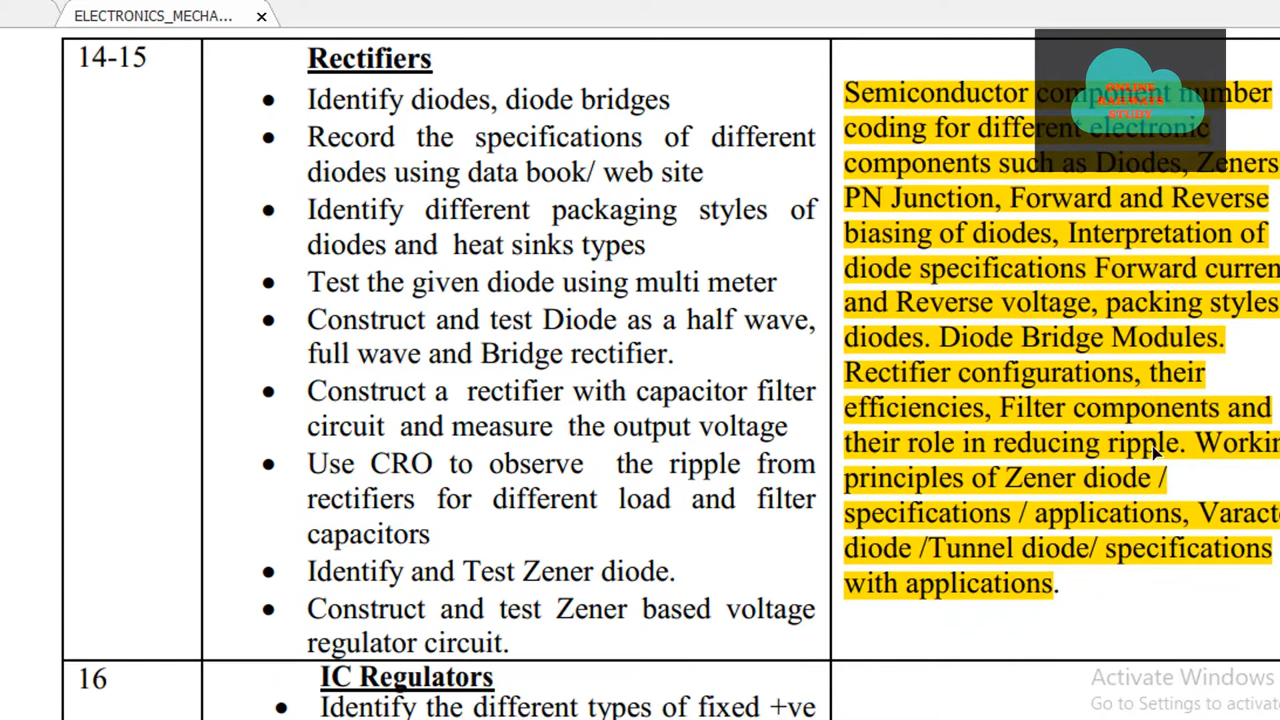 ELECTRONICS_MECHA...
14-15
Rectifiers
• Identify diodes, diode bridges
• Record the specifications of different
diodes using data book/ web site
• Identify different packaging styles of
diodes and heat sinks types
• Test the given diode using multi meter
• Construct and test Diode as a half wave,
full wave and Bridge rectifier.
• Construct a rectifier with capacitor filter
circuit and measure the output voltage
• Use CRO to observe the ripple from
rectifiers for different load and filter
capacitors
• Identify and Test Zener diode.
• Construct and test Zener based voltage
regulator circuit.
Semiconductor component number
coding for different electronic
components such as Diodes, Zeners
PN Junction, Forward and Reverse
biasing of diodes, Interpretation of
diode specifications Forward curren
and Reverse voltage, packing styles
diodes. Diode Bridge Modules.
Rectifier configurations, their
efficiencies, Filter components and
their role in reducing ripple. Workin
principles of Zener diode /
specifications / applications, Varact
diode /Tunnel diode/ specifications
with applications.
ONLINE
RAILWAYS
STUDY
16
IC Regulators
• Identify the different types of fixed +ve
Activate Windows
Go to Settings to activat